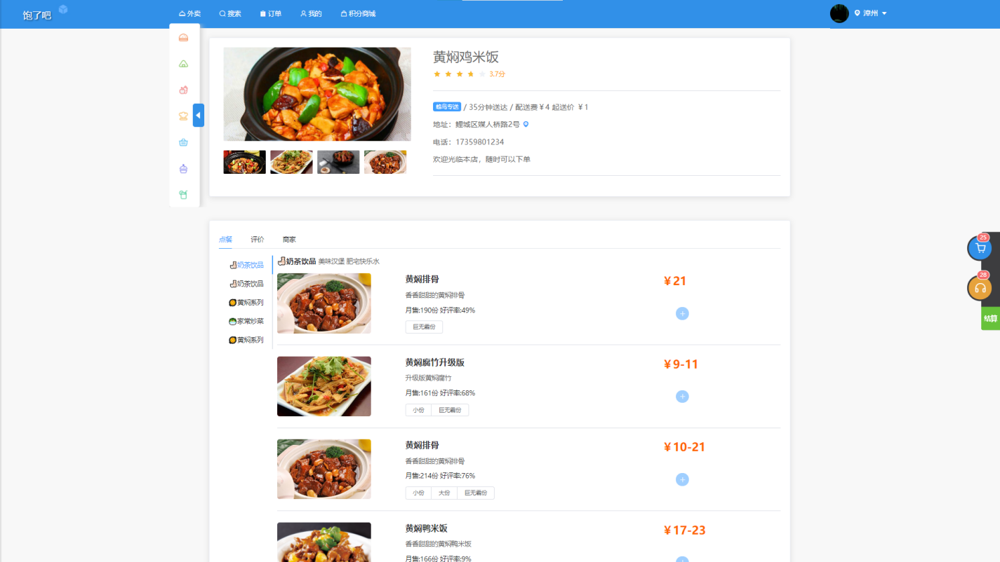 饱了吧
外卖 搜索 订单 我的 积分商城
漳州
黄焖鸡米饭
3.7分
蜂鸟专送 / 35分钟送达 / 配送费￥4 起送价 ￥1
地址：鲤城区媒人桥路2号
电话：17359801234
欢迎光临本店，随时可以下单
点餐 评价 商家
奶茶饮品
奶茶饮品
黄焖系列
家常炒菜
黄焖系列
奶茶饮品 美味汉堡 肥宅快乐水
黄焖排骨
￥21
香香甜甜的黄焖排骨
月售:190份 好评率:49%
巨无霸份
黄焖腐竹升级版
￥9-11
升级版黄焖腐竹
月售:161份 好评率:68%
小份 巨无霸份
黄焖排骨
￥10-21
香香甜甜的黄焖排骨
月售:214份 好评率:76%
小份 大份 巨无霸份
黄焖鸭米饭
￥17-23
香香甜甜的黄焖鸭米饭
月售:166份 好评率:9%
25
28
结算